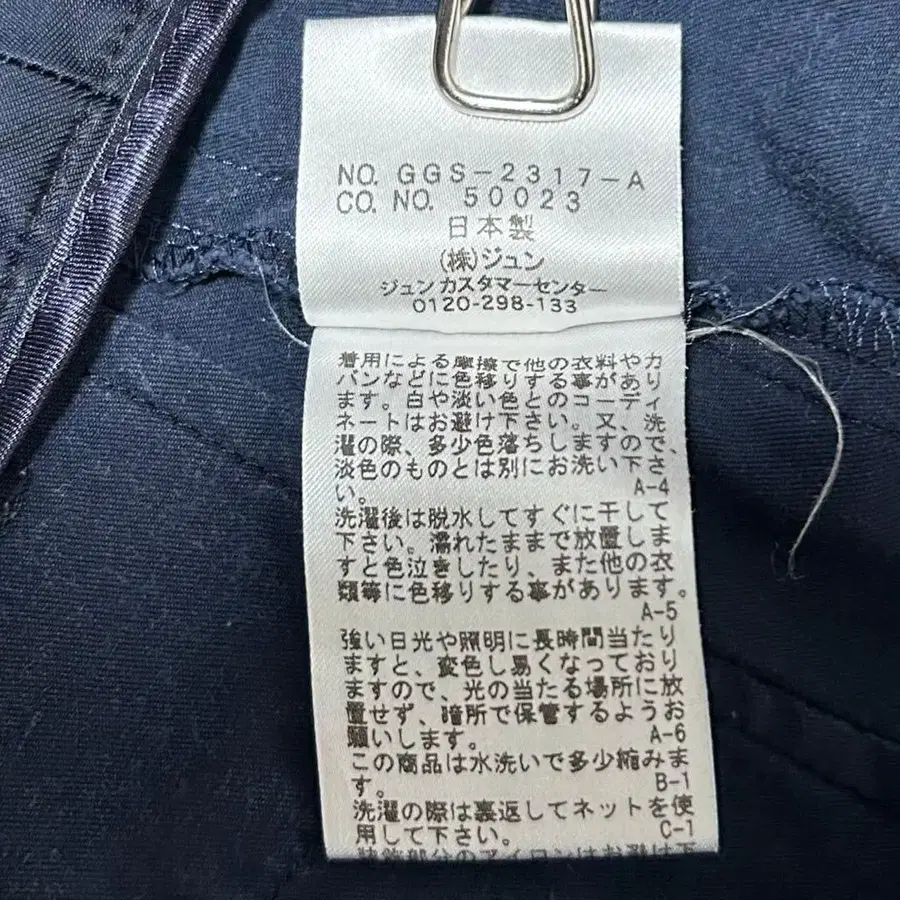 NO. GGS-2317-A
CO. NO. 50023
日本製
(株)ジュン
ジュン カスタマーセンター
0120-298-133
着用による摩擦で他の衣料やカ
バンなどに色移りする事があり
ます。白や淡い色とのコーディ
ネートはお避け下さい。又、洗
濯の際、多少色落ちしますので、
淡色のものとは別にお洗い下さ
い。 A-4
洗濯後は脱水してすぐに干して
下さい。濡れたままで放置しま
すと色泣きしたり、また他の衣
類等に色移りする事があります。
A-5
強い日光や照明に長時間当たり
ますと、変色し易くなっており
ますので、光の当たる場所に放
置せず、暗所で保管するようお
願いします。 A-6
この商品は水洗いで多少縮みま
す。 B-1
洗濯の際は裏返してネットを使
用して下さい。 C-1
部分のアイロンはお避け下